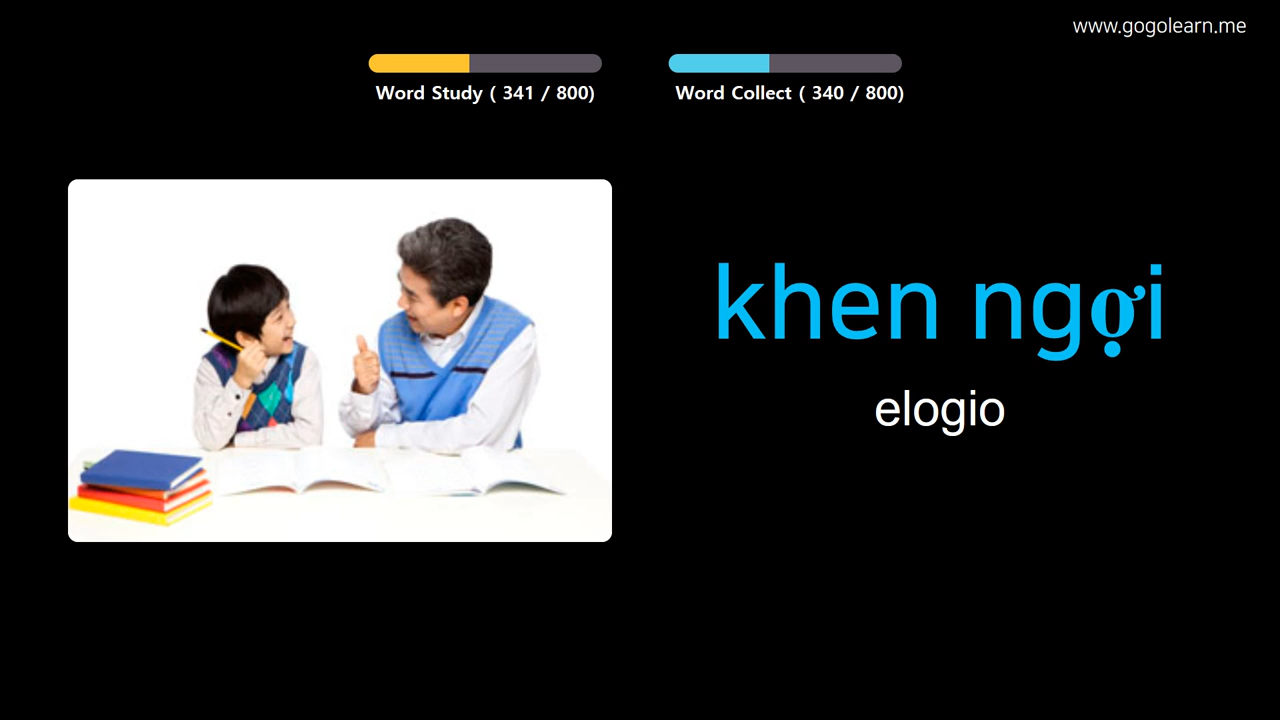 www.gogolearn.me
Word Study ( 341 / 800)
Word Collect ( 340 / 800)
khen ngợi
elogio